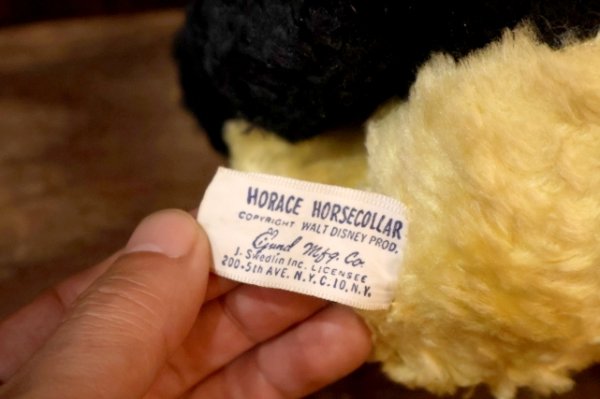 HORACE HORSECOLLAR
COPYRIGHT WALT DISNEY PROD.
Gund Mfg. Co.
J. Swedlin Inc. LICENSEE
200-5th AVE. N.Y.C. 10, N.Y.